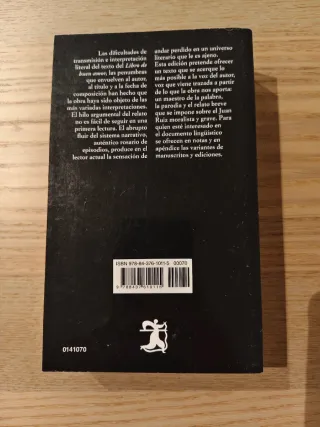 Las dificultades de
transmisión e interpretación
literal del texto del Libro de
buen amor, las penumbras
que envuelven al autor,
al título y a la fecha de
composición han hecho que
la obra haya sido objeto de las
más variadas interpretaciones.
El hilo argumental del relato
no es fácil de seguir en una
primera lectura. El abrupto
fluir del sistema narrativo,
auténtico rosario de
episodios, produce en el
lector actual la sensación de
andar perdido en un universo
literario que le es ajeno.
Esta edición pretende ofrecer
un texto que se acerque lo
más posible a la voz del autor,
voz que viene trazada a partir
de lo que la obra nos aporta:
un maestro de la palabra,
la parodia y el relato breve
que se impone sobre el Juan
Ruiz moralista y grave. Para
quien esté interesado en
el documento lingüístico
se ofrecen en notas y en
apéndice las variantes de
manuscritos y ediciones.
ISBN 978-84-376-1011-5 00070
9 788437 610115
0141070